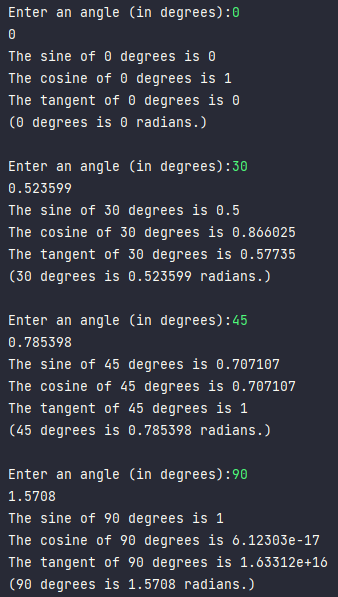 Enter an angle (in degrees):0
0
The sine of 0 degrees is 0
The cosine of 0 degrees is 1
The tangent of 0 degrees is 0
(0 degrees is 0 radians.)
Enter an angle (in degrees):30
0.523599
The sine of 30 degrees is 0.5
The cosine of 30 degrees is 0.866025
The tangent of 30 degrees is 0.57735
(30 degrees is 0.523599 radians.)
Enter an angle (in degrees):45
0.785398
The sine of 45 degrees is 0.707107
The cosine of 45 degrees is 0.707107
The tangent of 45 degrees is 1
(45 degrees is 0.785398 radians.)
Enter an angle (in degrees):90
1.5708
The sine of 90 degrees is 1
The cosine of 90 degrees is 6.12303e-17
The tangent of 90 degrees is 1.63312e+16
(90 degrees is 1.5708 radians.)